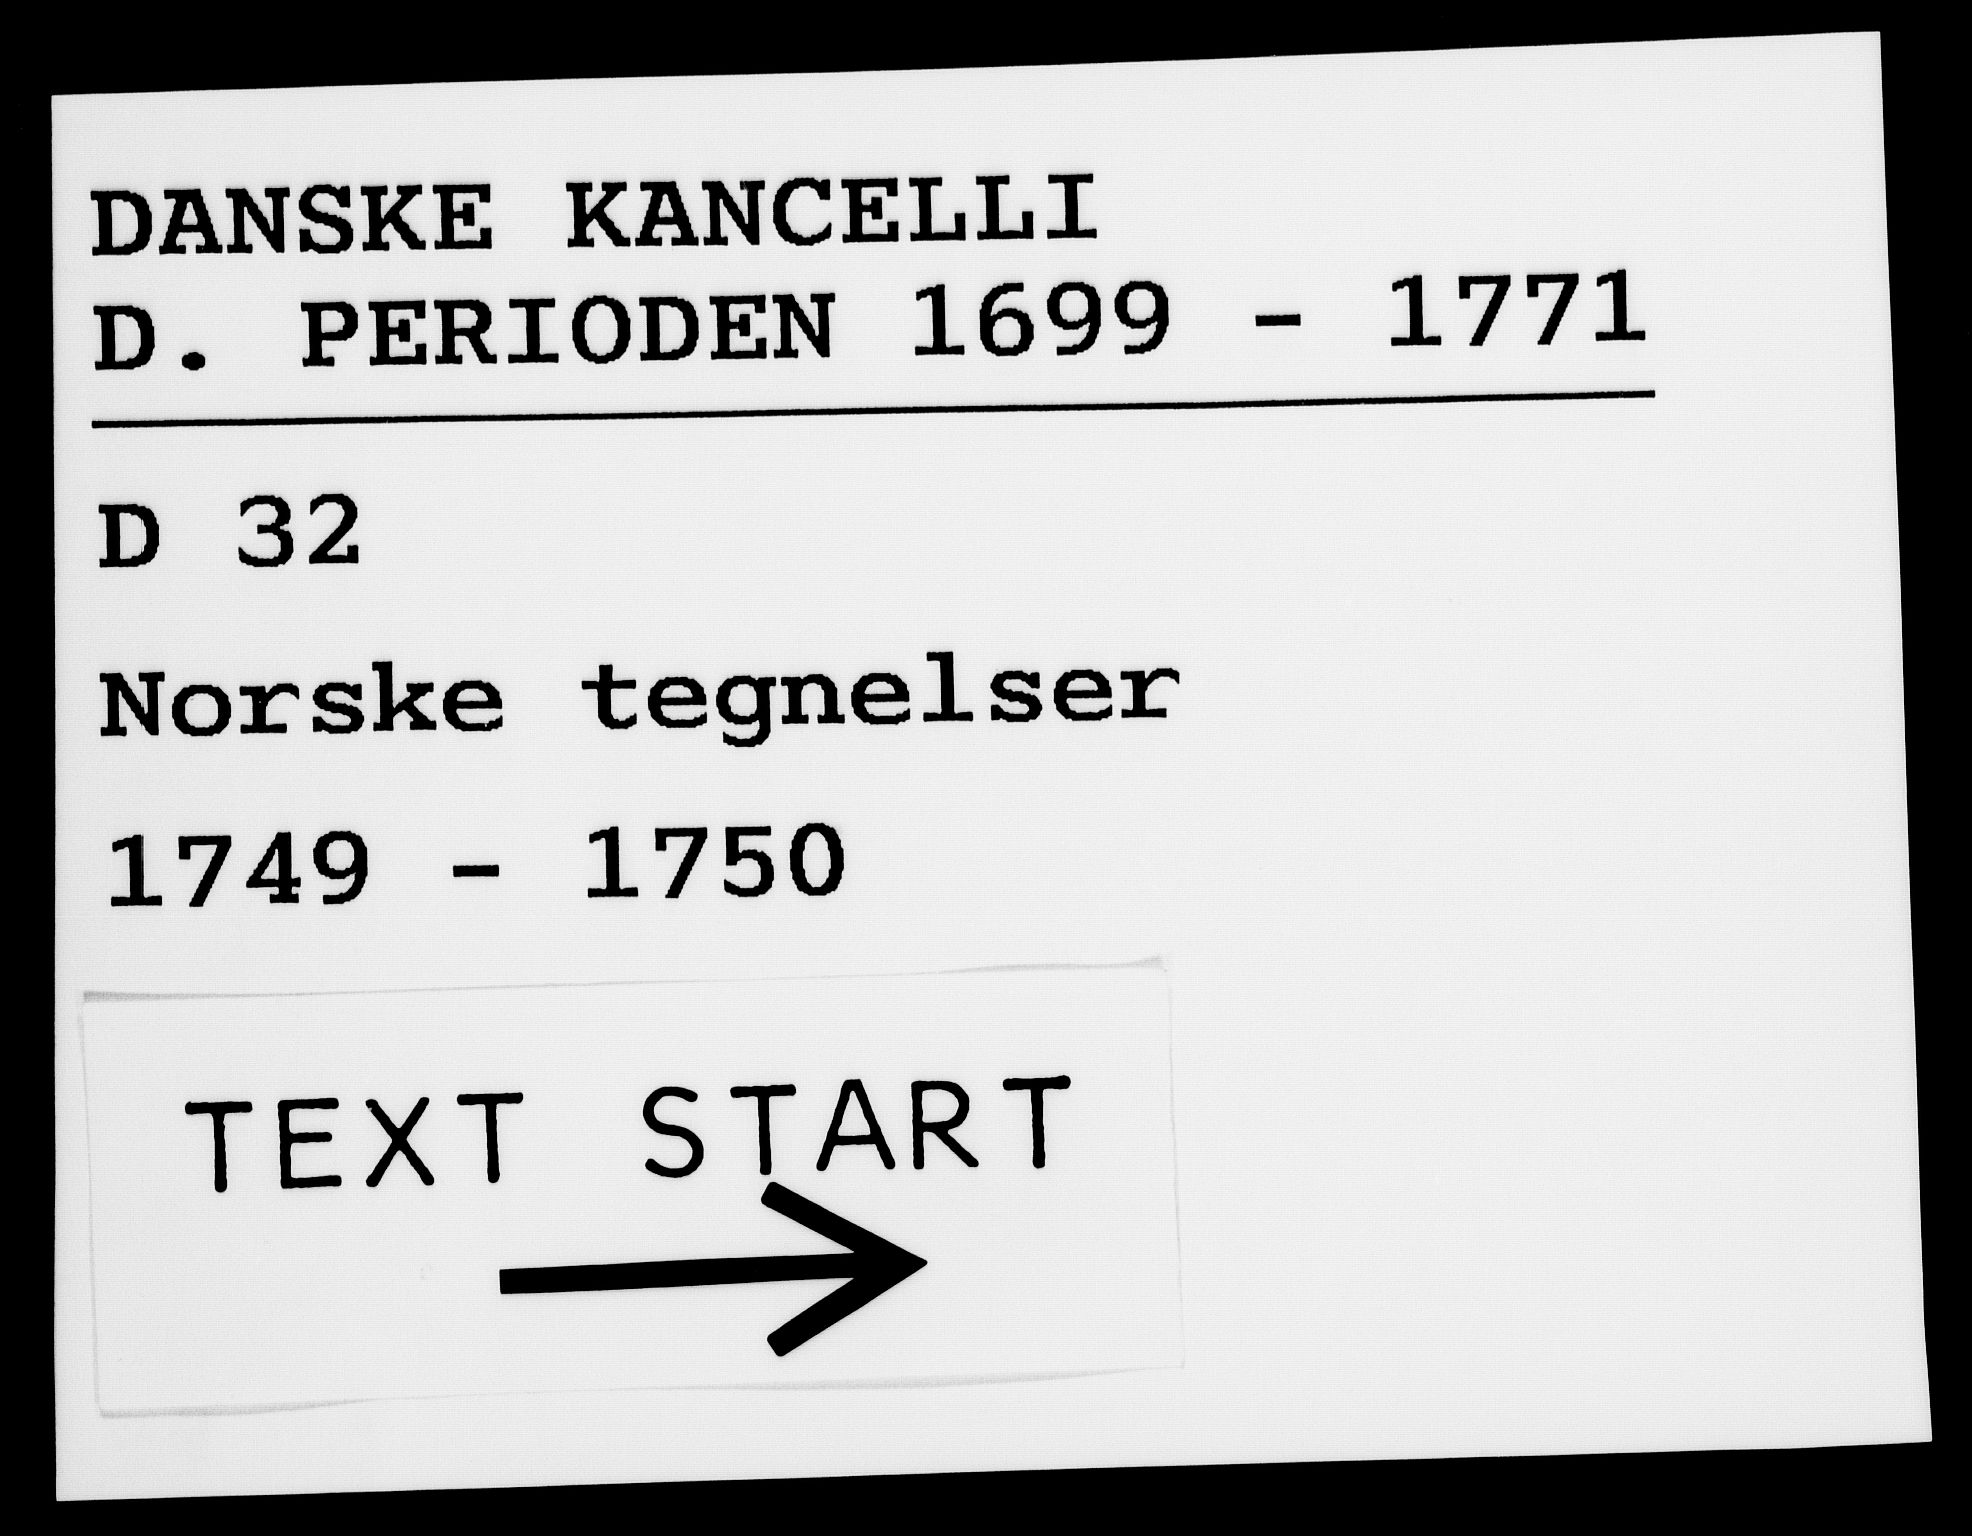 DANSKE KANCELLI
D. PERIODEN 1699 - 1771
D 32
Norske tegnelser
1749 - 1750
TEXT START